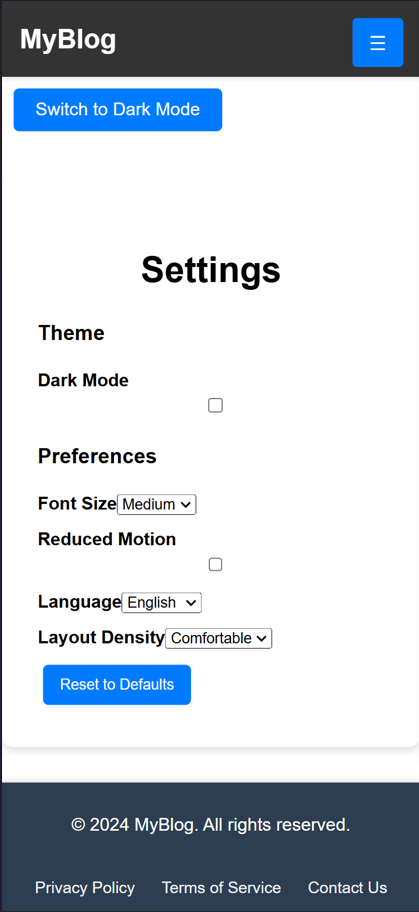 MyBlog
☰
Switch to Dark Mode
Settings
Theme
Dark Mode
Preferences
Font Size Medium
Reduced Motion
Language English
Layout Density Comfortable
Reset to Defaults
© 2024 MyBlog. All rights reserved.
Privacy Policy Terms of Service Contact Us